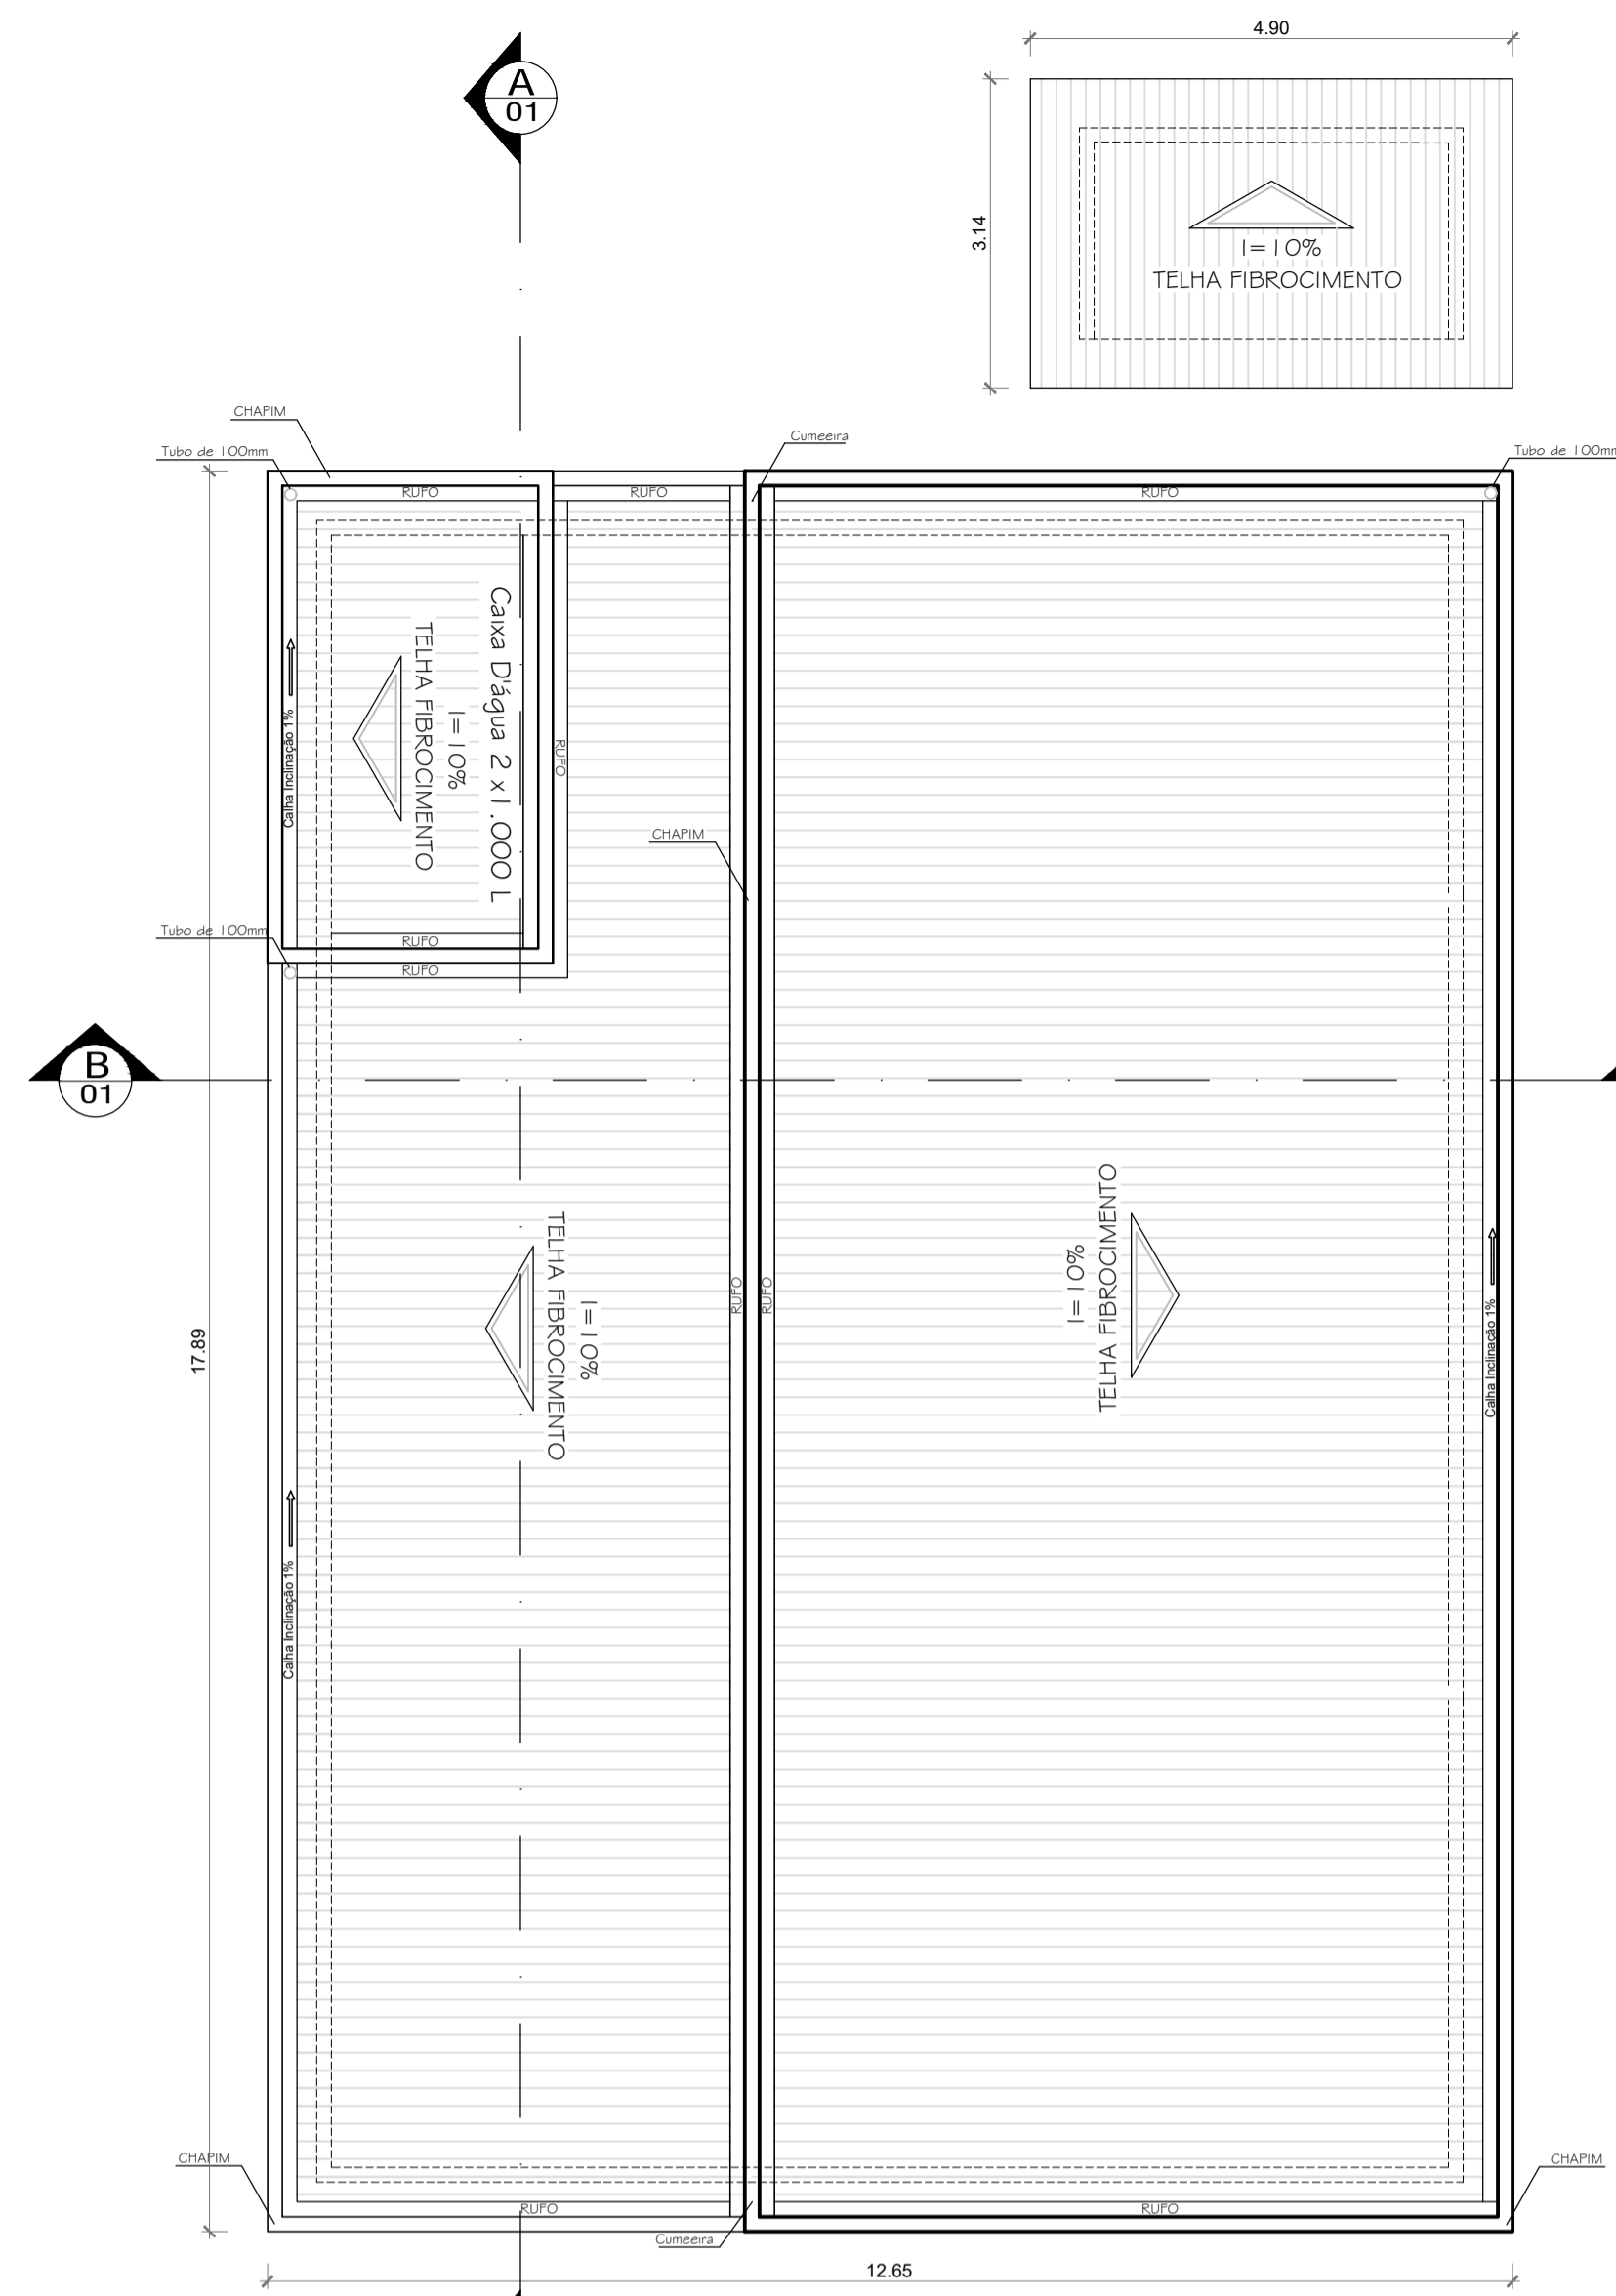 4.90
A
01
3.14
I=10%
TELHA FIBROCIMENTO
CHAPIM
Cumeeira
Tubo de 100mm
Tubo de 100mm
RUFO
RUFO
RUFO
Caixa D'água 2 x1.000 L
I=10%
TELHA FIBROCIMENTO
Calha Inclinação 1%
RUFO
CHAPIM
Tubo de 100mm
RUFO
RUFO
B
01
TELHA FIBROCIMENTO
I=10%
I=10%
TELHA FIBROCIMENTO
RUFO
RUFO
Calha Inclinação 1%
17.89
Calha Inclinação 1%
CHAPIM
CHAPIM
RUFO
RUFO
Cumeeira
12.65